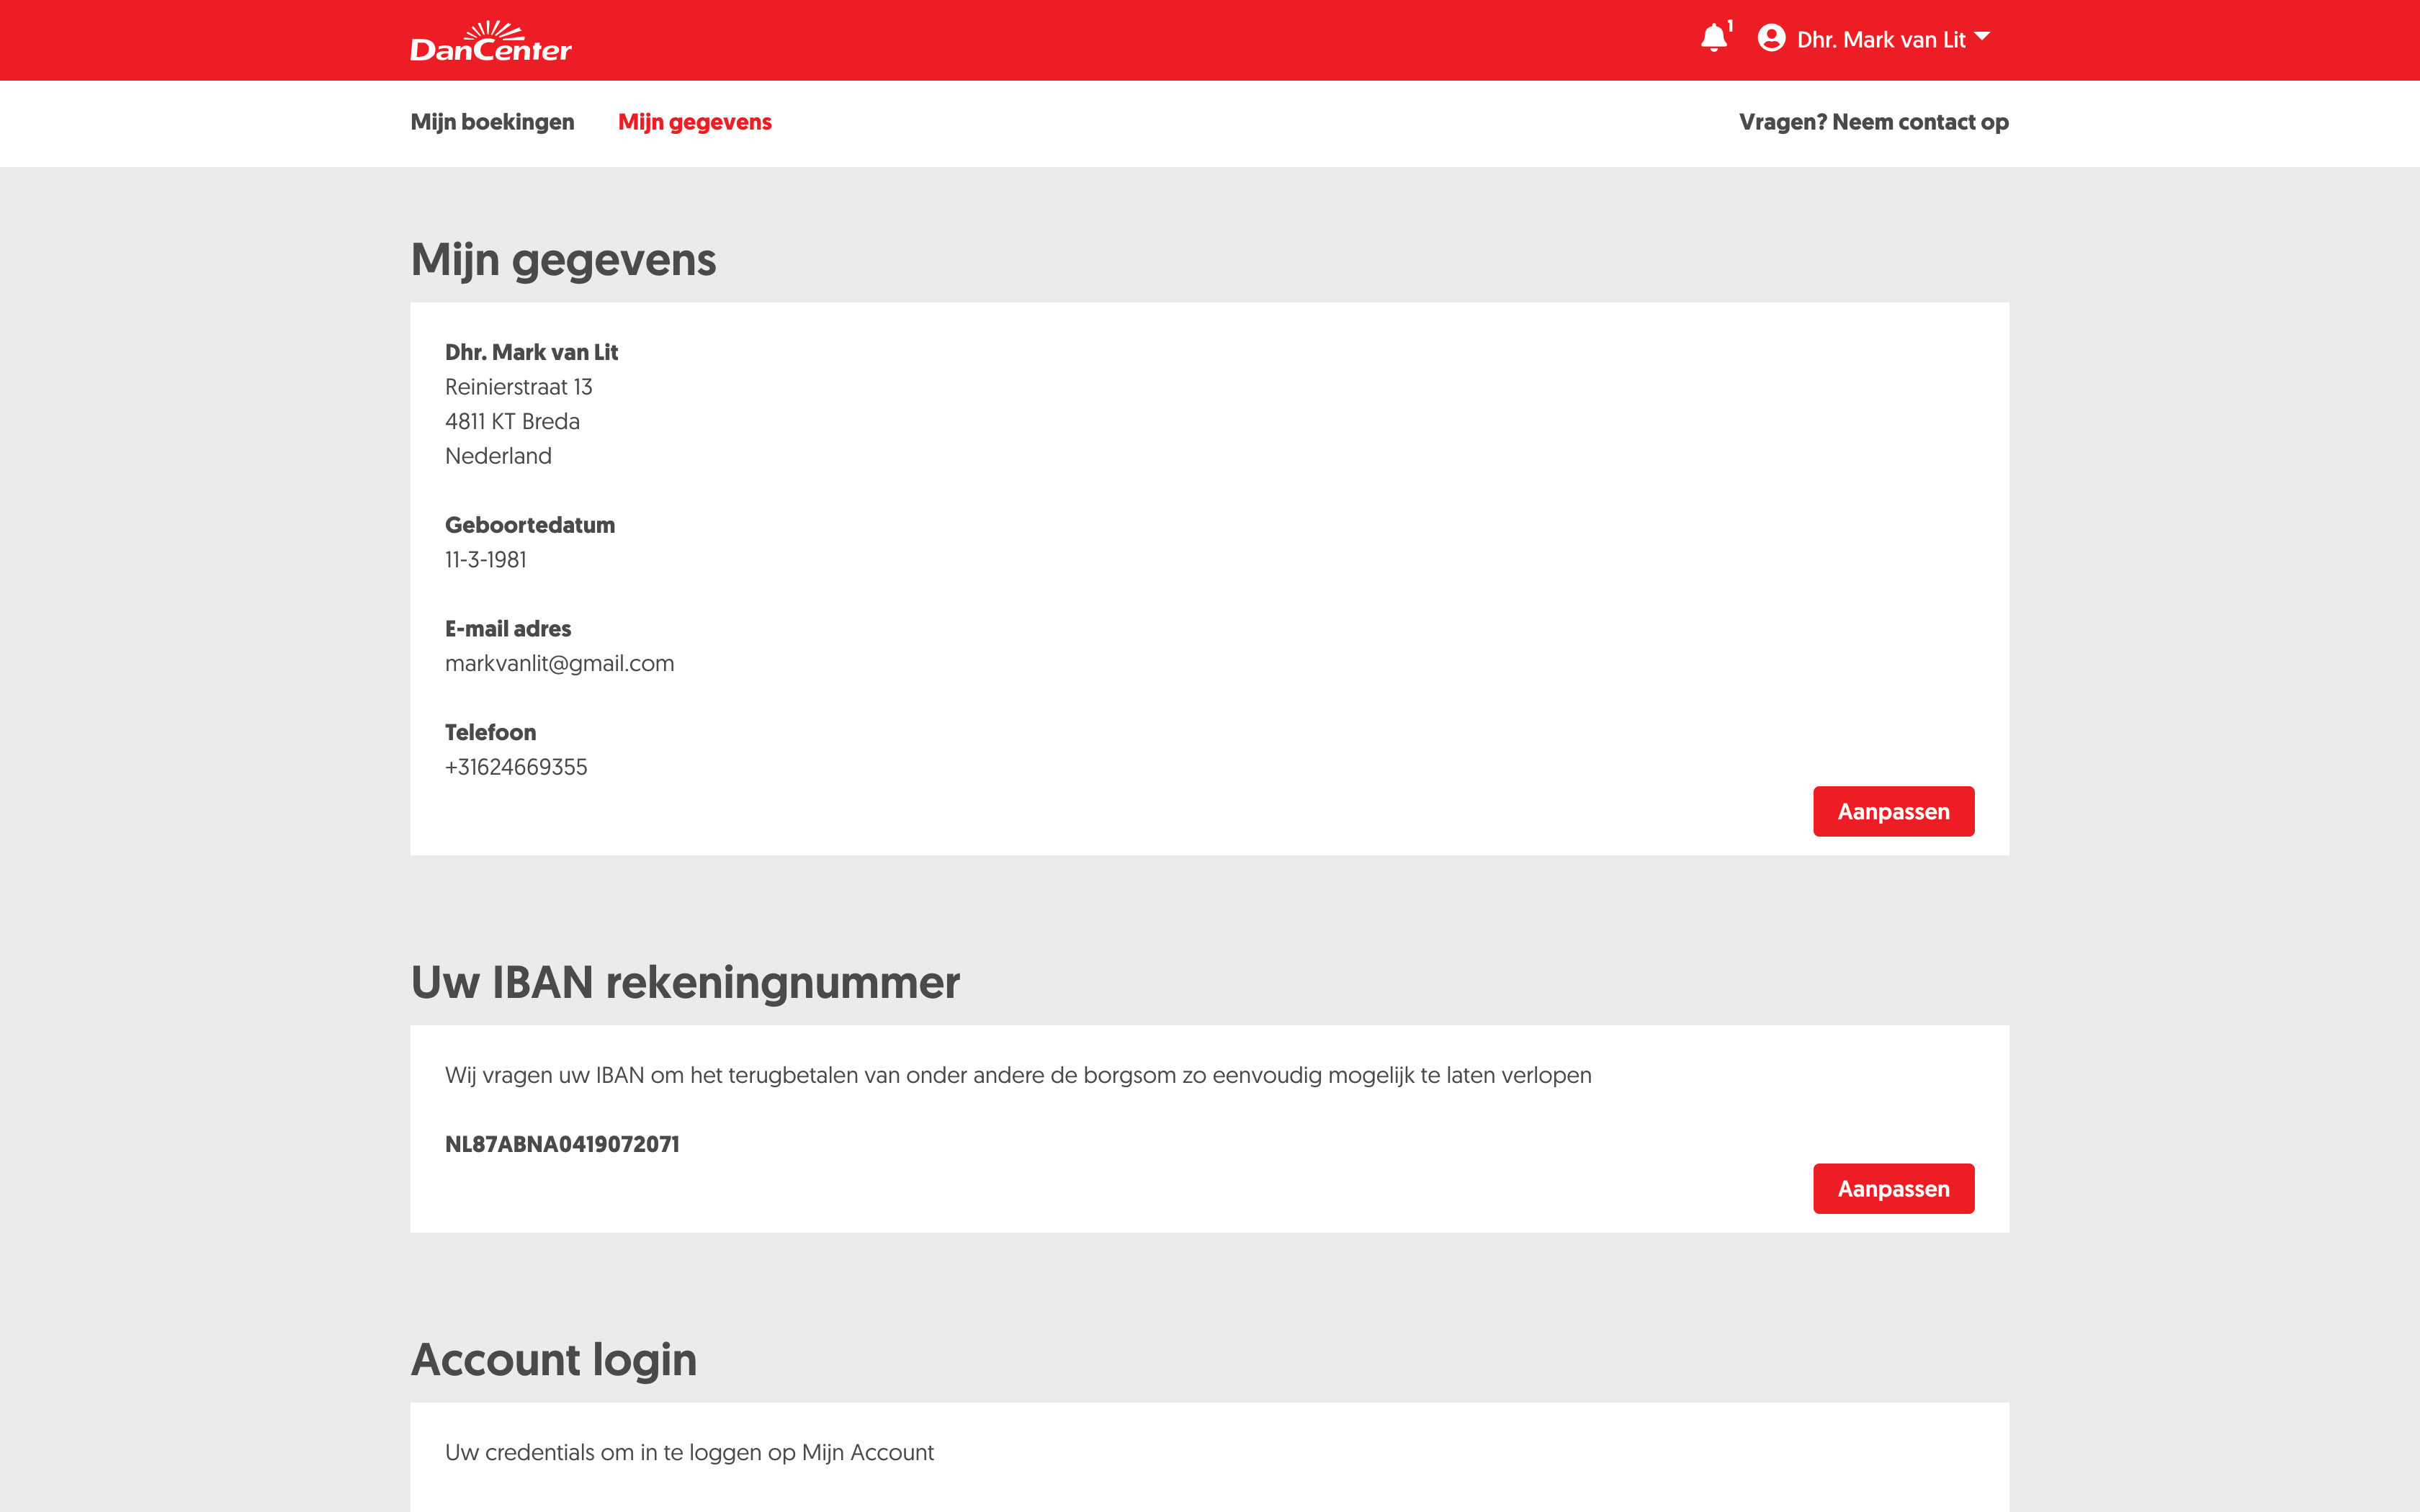 DanCenter
1
Dhr. Mark van Lit
Mijn boekingen
Mijn gegevens
Vragen? Neem contact op
Mijn gegevens
Dhr. Mark van Lit
Reinierstraat 13
4811 KT Breda
Nederland
Geboortedatum
11-3-1981
E-mail adres
markvanlit@gmail.com
Telefoon
+31624669355
Aanpassen
Uw IBAN rekeningnummer
Wij vragen uw IBAN om het terugbetalen van onder andere de borgsom zo eenvoudig mogelijk te laten verlopen
NL87ABNA0419072071
Aanpassen
Account login
Uw credentials om in te loggen op Mijn Account